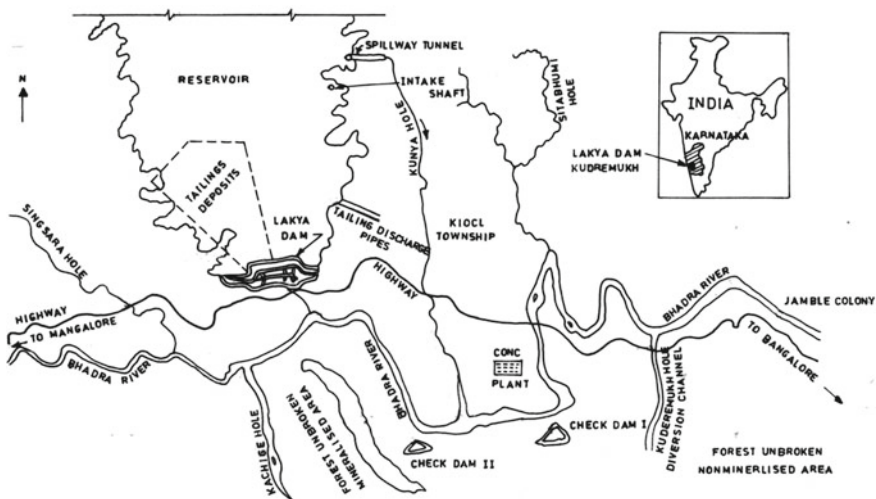 SPILLWAY TUNNEL
N
RESERVOIR
INTAKE
SHAFT
KUNYA HOLE
SITABHUMI
HOLE
INDIA
KARNATAKA
LAKYA DAM
KUDREMUKH
TAILINGS
DEPOSITS
LAKYA
DAM
TAILING DISCHARGE
PIPES
KIOCL
TOWNSHIP
SINGSARA HOLE
HIGHWAY
TO MANGALORE
BHADRA RIVER
HIGHWAY
BHADRA RIVER
JAMBLE COLONY
TO BANGALORE
CONC
PLANT
BHADRA RIVER
KACHIGE HOLE
FOREST UNBROKEN
MINERALISED AREA
CHECK DAM II
CHECK DAM I
KUDEREMUKH HOLE
DIVERSION CHANNEL
FOREST UNBROKEN
NONMINERLISED AREA